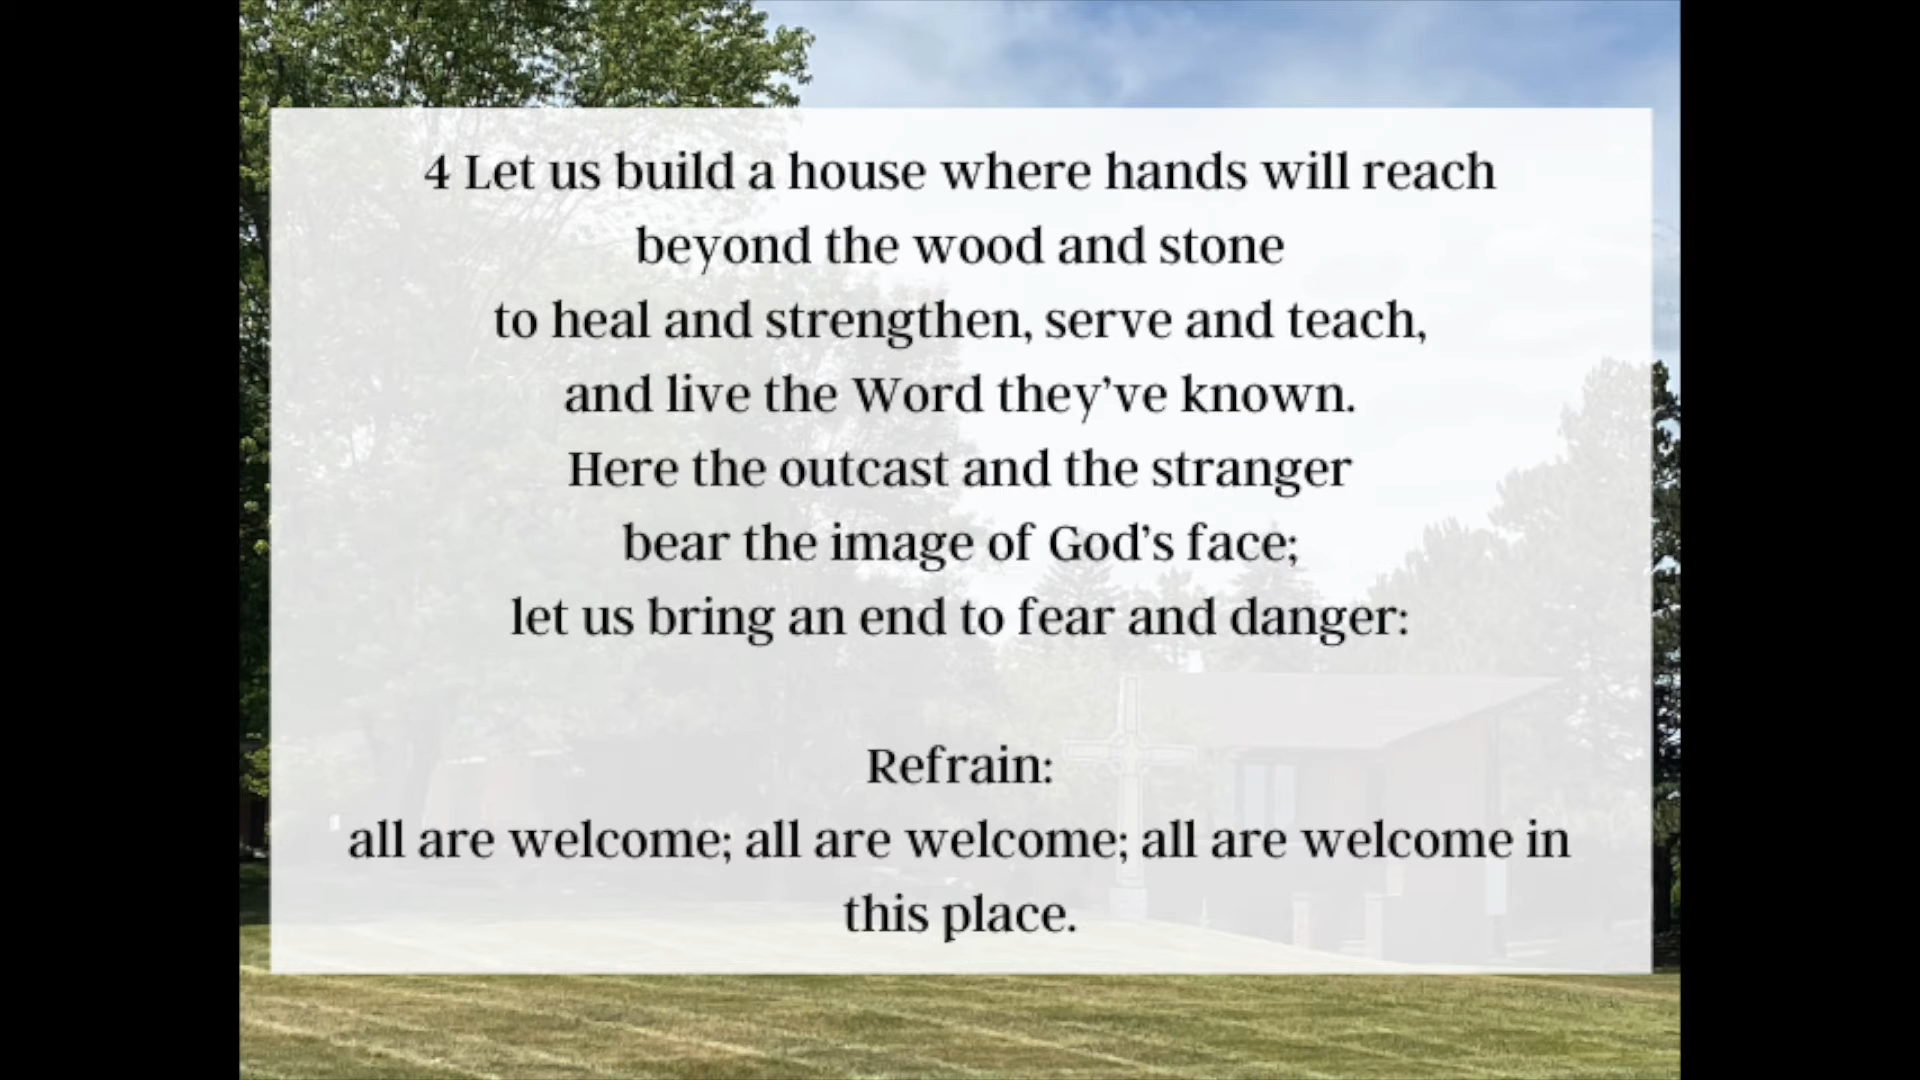 4 Let us build a house where hands will reach
beyond the wood and stone
to heal and strengthen, serve and teach,
and live the Word they’ve known.
Here the outcast and the stranger
bear the image of God’s face;
let us bring an end to fear and danger:
Refrain:
all are welcome; all are welcome; all are welcome in
this place.